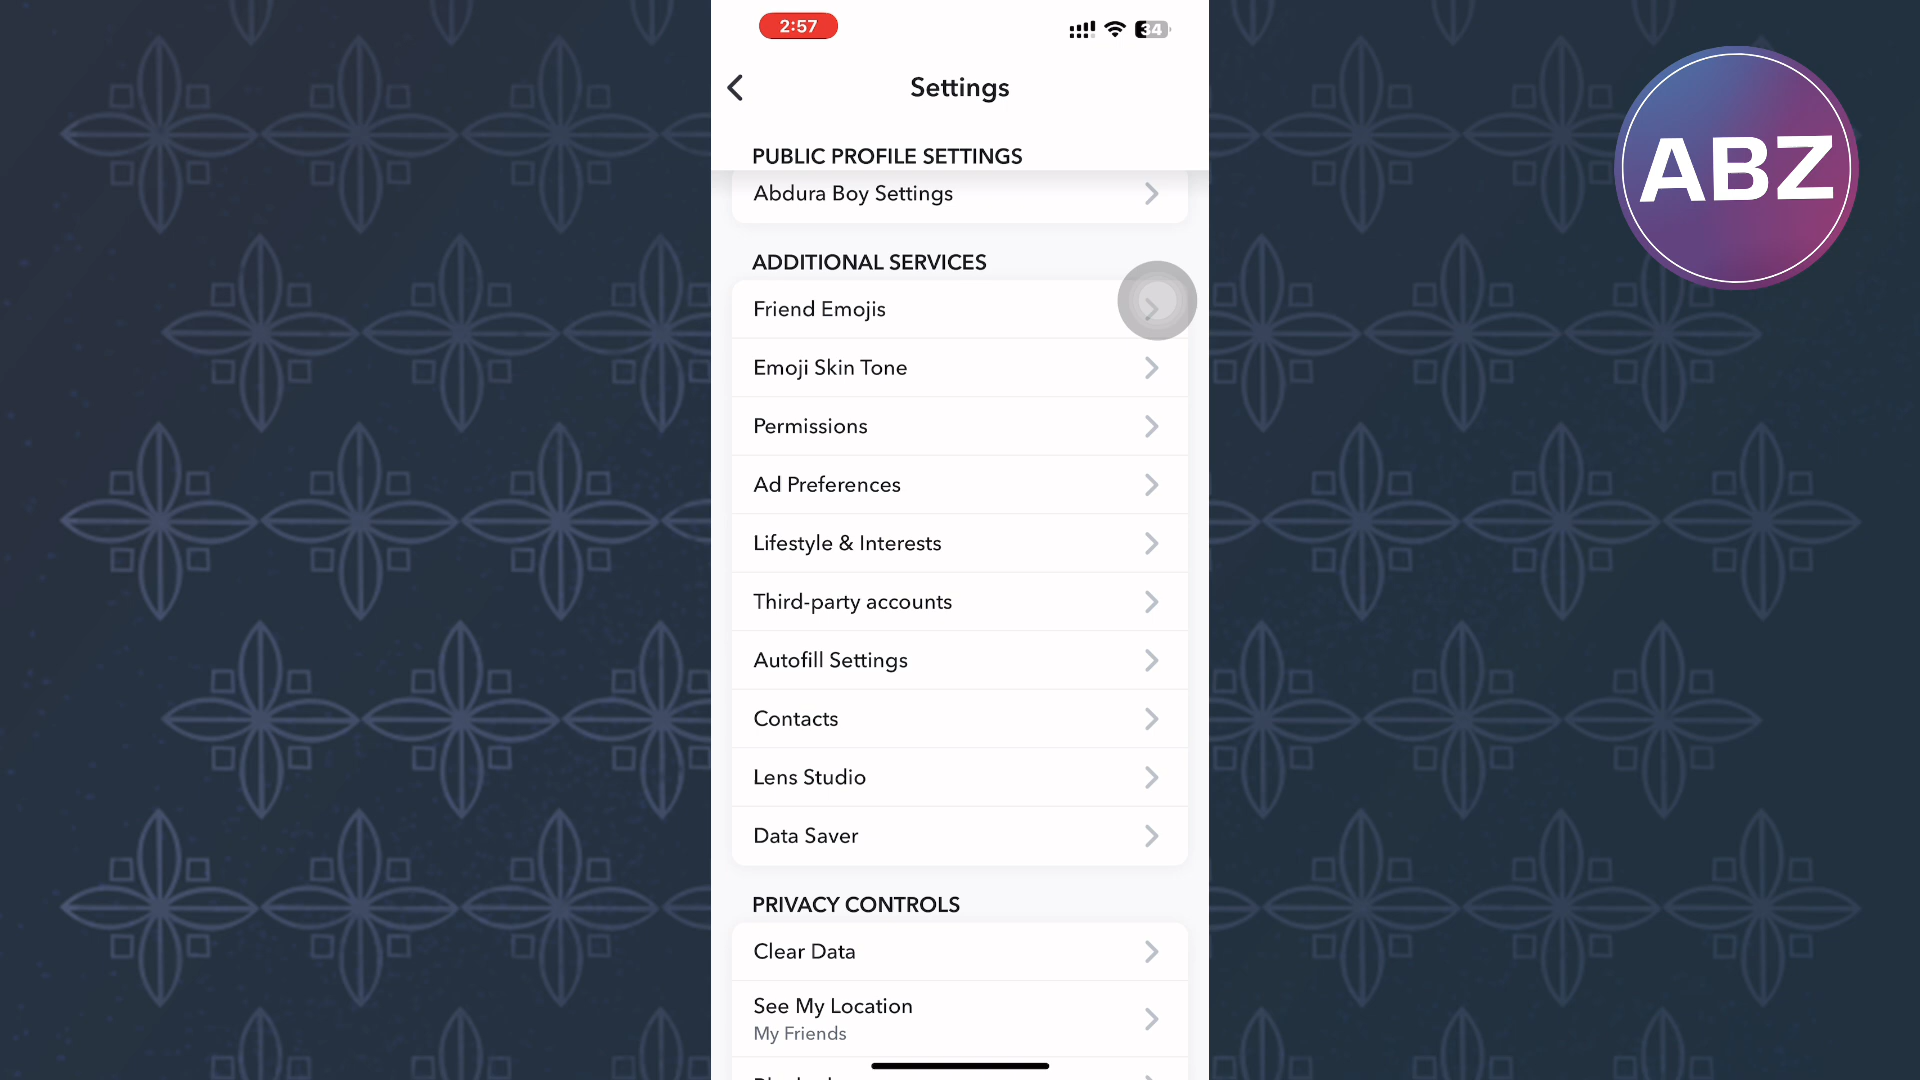 2:57
34
Settings
ABZ
PUBLIC PROFILE SETTINGS
Abdura Boy Settings
ADDITIONAL SERVICES
Friend Emojis
Emoji Skin Tone
Permissions
Ad Preferences
Lifestyle & Interests
Third-party accounts
Autofill Settings
Contacts
Lens Studio
Data Saver
PRIVACY CONTROLS
Clear Data
See My Location
My Friends